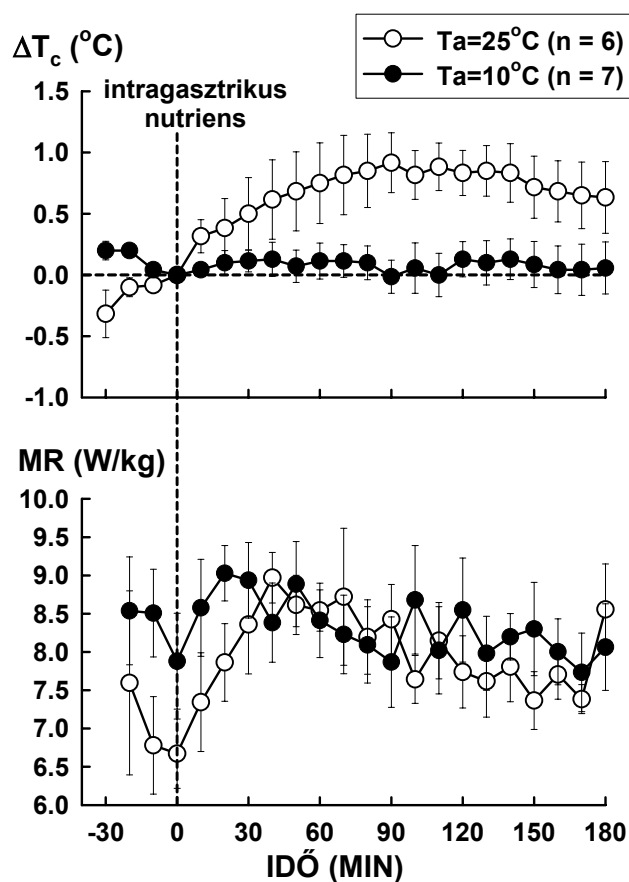 ΔTc (°C)
Ta=25°C (n = 6)
Ta=10°C (n = 7)
intragasztrikus
nutriens
1.5
1.0
0.5
0.0
-0.5
-1.0
MR (W/kg)
10.0
9.5
9.0
8.5
8.0
7.5
7.0
6.5
6.0
-30 0 30 60 90 120 150 180
IDŐ (MIN)